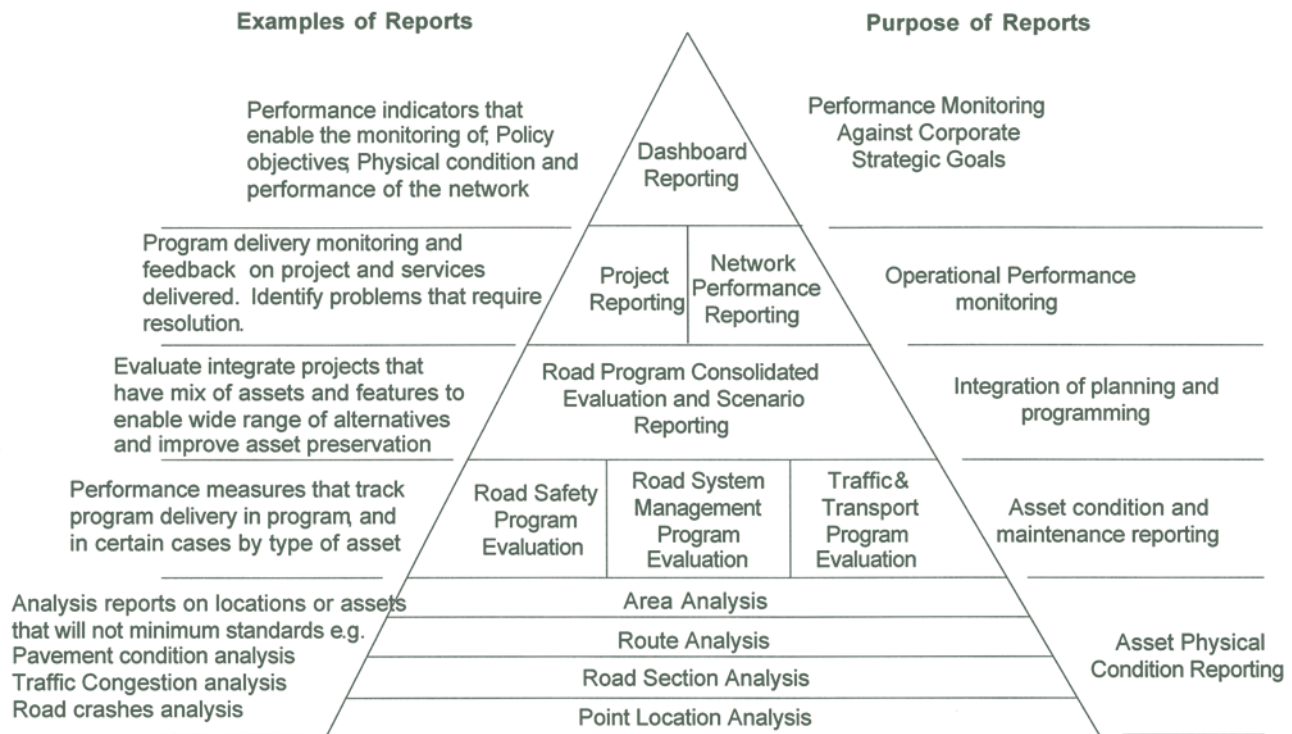 Examples of Reports
Purpose of Reports
Performance indicators that
enable the monitoring of; Policy
objectives; Physical condition and
performance of the network
Dashboard
Reporting
Performance Monitoring
Against Corporate
Strategic Goals
Program delivery monitoring and
feedback on project and services
delivered. Identify problems that require
resolution.
Project
Reporting
Network
Performance
Reporting
Operational Performance
monitoring
Evaluate integrate projects that
have mix of assets and features to
enable wide range of alternatives
and improve asset preservation
Road Program Consolidated
Evaluation and Scenario
Reporting
Integration of planning and
programming
Performance measures that track
program delivery in program, and
in certain cases by type of asset
Road Safety
Program
Evaluation
Road System
Management
Program
Evaluation
Traffic &
Transport
Program
Evaluation
Asset condition and
maintenance reporting
Analysis reports on locations or assets
that will not minimum standards e.g.
Pavement condition analysis
Traffic Congestion analysis
Road crashes analysis
Area Analysis
Route Analysis
Road Section Analysis
Point Location Analysis
Asset Physical
Condition Reporting